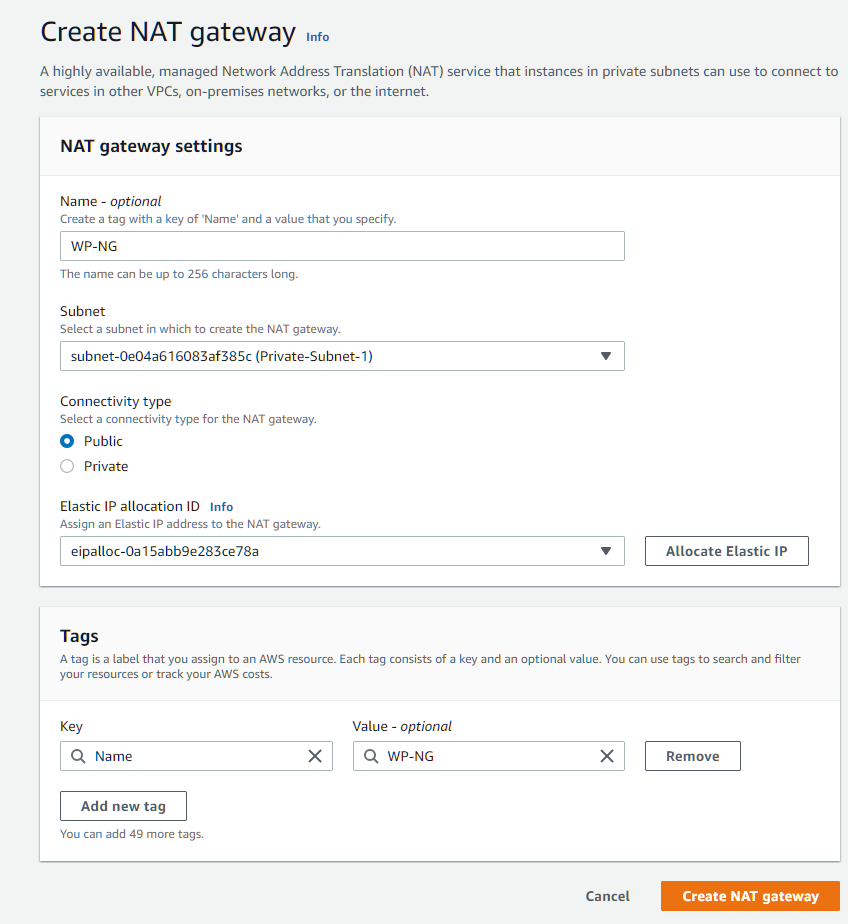 Create NAT gateway Info
A highly available, managed Network Address Translation (NAT) service that instances in private subnets can use to connect to
services in other VPCs, on-premises networks, or the internet.
NAT gateway settings
Name - optional
Create a tag with a key of 'Name' and a value that you specify.
WP-NG
The name can be up to 256 characters long.
Subnet
Select a subnet in which to create the NAT gateway.
subnet-0e04a616083af385c (Private-Subnet-1)
Connectivity type
Select a connectivity type for the NAT gateway.
Public
Private
Elastic IP allocation ID Info
Assign an Elastic IP address to the NAT gateway.
eipalloc-0a15abb9e283ce78a Allocate Elastic IP
Tags
A tag is a label that you assign to an AWS resource. Each tag consists of a key and an optional value. You can use tags to search and filter
your resources or track your AWS costs.
Key Value - optional
Name WP-NG Remove
Add new tag
You can add 49 more tags.
Cancel Create NAT gateway